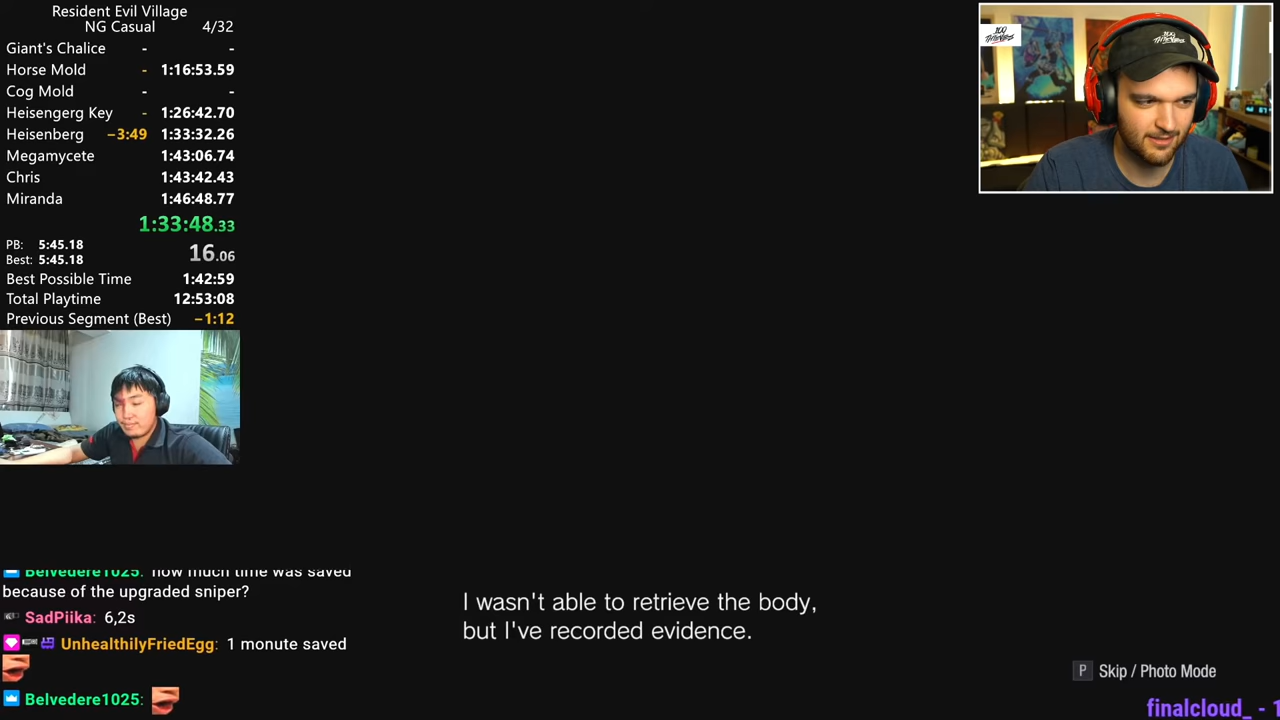 Resident Evil Village
NG Casual 4/32
Giant's Chalice - -
Horse Mold - 1:16:53.59
Cog Mold - -
Heisengerg Key - 1:26:42.70
Heisenberg −3:49 1:33:32.26
Megamycete 1:43:06.74
Chris 1:43:42.43
Miranda 1:46:48.77
1:33:48.33
PB: 5:45.18
Best: 5:45.18
16.06
Best Possible Time 1:42:59
Total Playtime 12:53:08
Previous Segment (Best) −1:12
Belvedere1025: how much time was saved
because of the upgraded sniper?
SadPiika: 6,2s
UnhealthilyFriedEgg: 1 monute saved
Belvedere1025:
I wasn't able to retrieve the body,
but I've recorded evidence.
P Skip / Photo Mode
finalcloud_ - 1
100
THIEVES